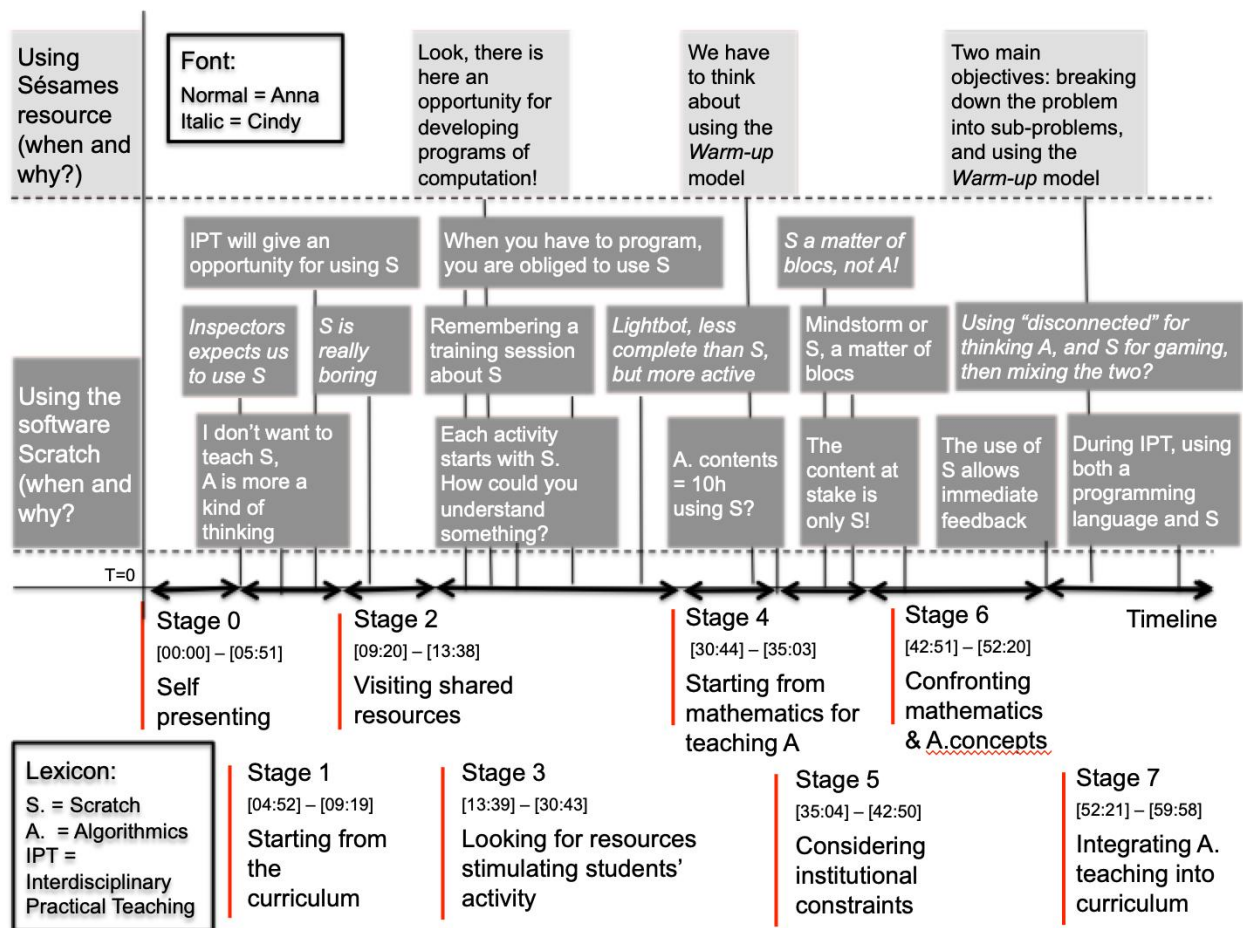 Using
Sésames
resource
(when and
why?)
Font:
Normal = Anna
Italic = Cindy
Look, there is
here an
opportunity for
developing
programs of
computation!
We have
to think
about
using the
Warm-up
model
Two main
objectives: breaking
down the problem
into sub-problems,
and using the
Warm-up model
Using the
software
Scratch
(when and
why?
IPT will give an
opportunity for using S
When you have to program,
you are obliged to use S
S a matter of
blocs, not A!
Inspectors
expects us
to use S
S is
really
boring
Remembering a
training session
about S
Lightbot, less
complete than S,
but more active
Mindstorm or
S, a matter of
blocs
Using “disconnected” for
thinking A, and S for gaming,
then mixing the two?
I don’t want to
teach S,
A is more a
kind of
thinking
Each activity
starts with S.
How could you
understand
something?
A. contents
= 10h
using S?
The
content at
stake is
only S!
The use of
S allows
immediate
feedback
During IPT, using
both a
programming
language and S
T=0
Timeline
Stage 0
[00:00] – [05:51]
Self
presenting
Stage 2
[09:20] – [13:38]
Visiting shared
resources
Stage 4
[30:44] – [35:03]
Starting from
mathematics for
teaching A
Stage 6
[42:51] – [52:20]
Confronting
mathematics
& A.concepts
Lexicon:
S. = Scratch
A. = Algorithmics
IPT =
Interdisciplinary
Practical Teaching
Stage 1
[04:52] – [09:19]
Starting from
the
curriculum
Stage 3
[13:39] – [30:43]
Looking for resources
stimulating students’
activity
Stage 5
[35:04] – [42:50]
Considering
institutional
constraints
Stage 7
[52:21] – [59:58]
Integrating A.
teaching into
curriculum